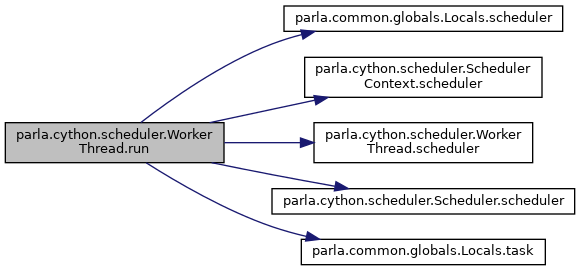 parla.cython.scheduler.Worker
Thread.run
parla.common.globals.Locals.scheduler
parla.cython.scheduler.Scheduler
Context.scheduler
parla.cython.scheduler.Worker
Thread.scheduler
parla.cython.scheduler.Scheduler.scheduler
parla.common.globals.Locals.task